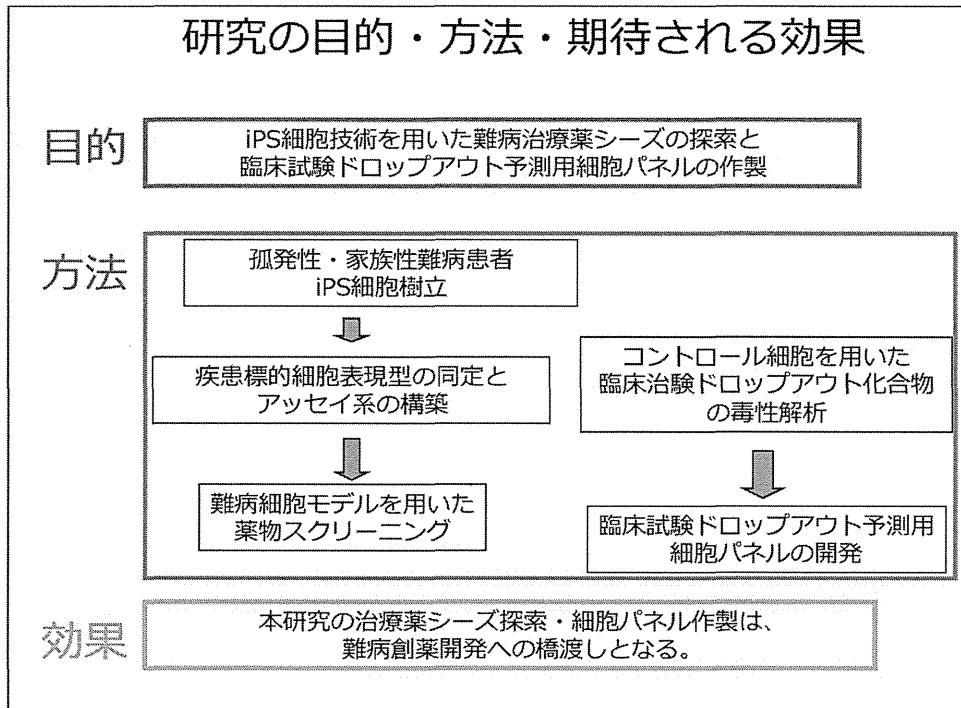 研究の目的・方法・期待される効果
目的
iPS細胞技術を用いた難病治療薬シーズの探索と
臨床試験ドロップアウト予測用細胞パネルの作製
方法
孤発性・家族性難病患者
iPS細胞樹立
疾患標的細胞表現型の同定と
アッセイ系の構築
難病細胞モデルを用いた
薬物スクリーニング
コントロール細胞を用いた
臨床治験ドロップアウト化合物
の毒性解析
臨床試験ドロップアウト予測用
細胞パネルの開発
効果
本研究の治療薬シーズ探索・細胞パネル作製は、
難病創薬開発への橋渡しとなる。